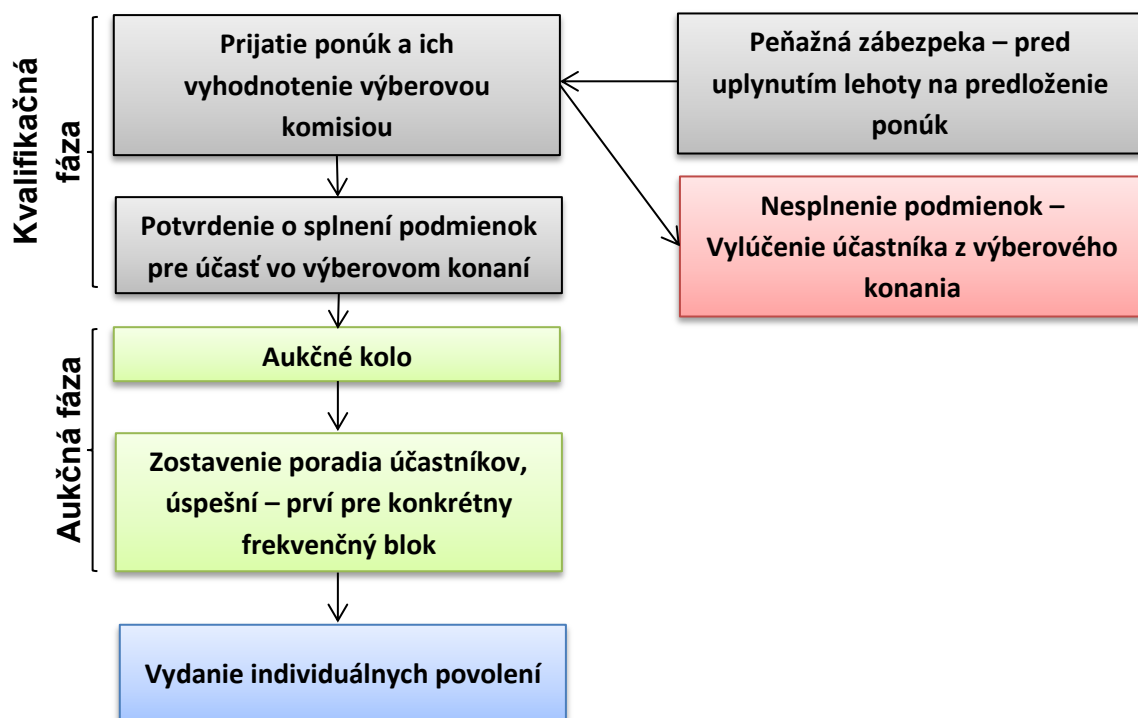 Kvalifikačná
fáza
Prijatie ponúk a ich
vyhodnotenie výberovou
komisiou
Peňažná zábezpeka – pred
uplynutím lehoty na predloženie
ponúk
Potvrdenie o splnení podmienok
pre účasť vo výberovom konaní
Nesplnenie podmienok –
Vylúčenie účastníka z výberového
konania
Aukčná fáza
Aukčné kolo
Zostavenie poradia účastníkov,
úspešní – prví pre konkrétny
frekvenčný blok
Vydanie individuálnych povolení